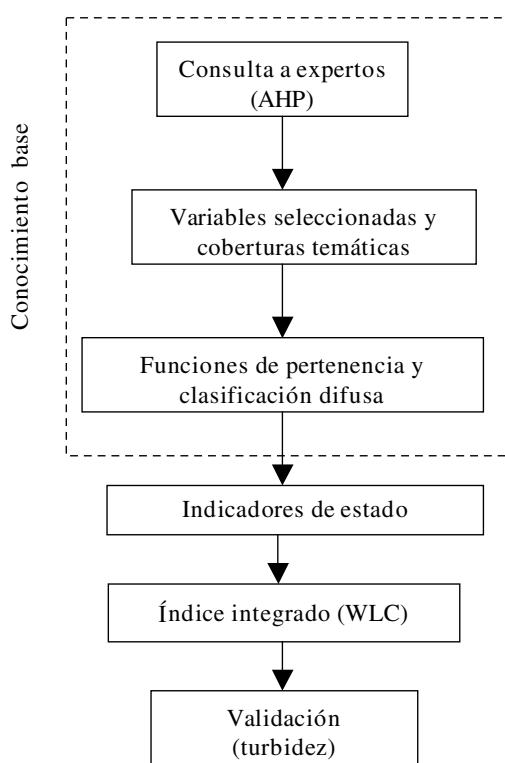 Consulta a expertos
(AHP)
Conocimiento base
Variables seleccionadas y
coberturas temáticas
Funciones de pertenencia y
clasificación difusa
Indicadores de estado
Índice integrado (WLC)
Validación
(turbidez)